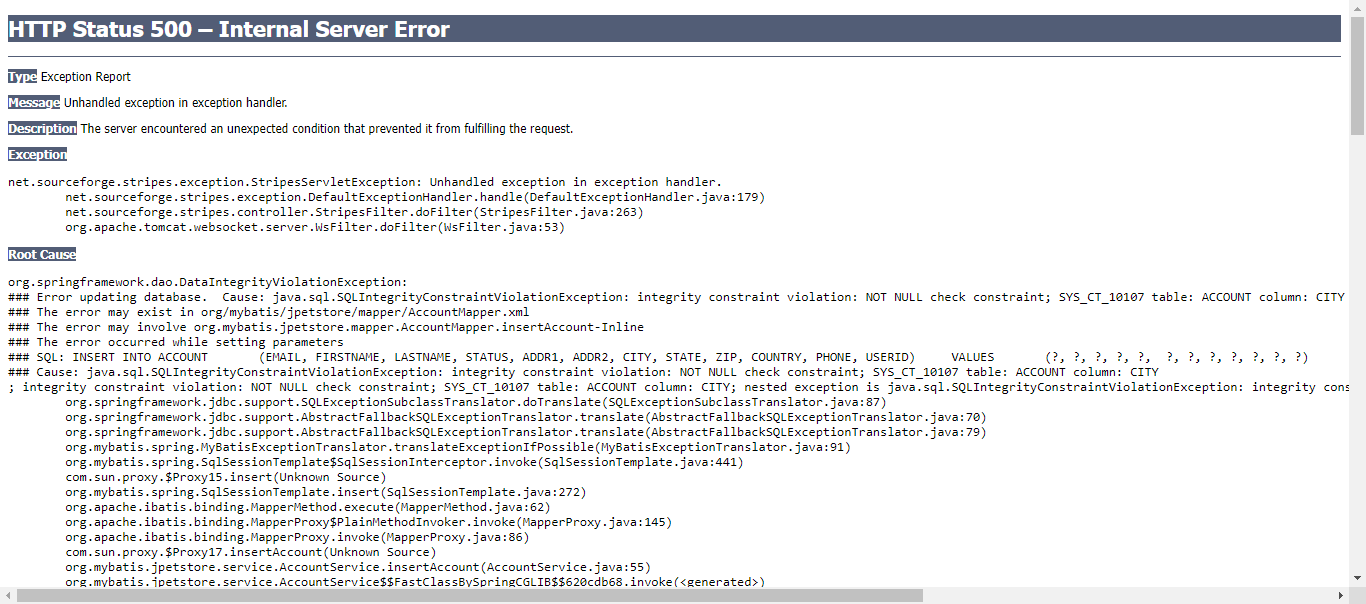 HTTP Status 500 – Internal Server Error
Type Exception Report
Message Unhandled exception in exception handler.
Description The server encountered an unexpected condition that prevented it from fulfilling the request.
Exception
net.sourceforge.stripes.exception.StripesServletException: Unhandled exception in exception handler.
net.sourceforge.stripes.exception.DefaultExceptionHandler.handle(DefaultExceptionHandler.java:179)
net.sourceforge.stripes.controller.StripesFilter.doFilter(StripesFilter.java:263)
org.apache.tomcat.websocket.server.WsFilter.doFilter(WsFilter.java:53)
Root Cause
org.springframework.dao.DataIntegrityViolationException:
### Error updating database.  Cause: java.sql.SQLIntegrityConstraintViolationException: integrity constraint violation: NOT NULL check constraint; SYS_CT_10107 table: ACCOUNT column: CITY
### The error may exist in org/mybatis/jpetstore/mapper/AccountMapper.xml
### The error may involve org.mybatis.jpetstore.mapper.AccountMapper.insertAccount-Inline
### The error occurred while setting parameters
### SQL: INSERT INTO ACCOUNT       (EMAIL, FIRSTNAME, LASTNAME, STATUS, ADDR1, ADDR2, CITY, STATE, ZIP, COUNTRY, PHONE, USERID)     VALUES       (?, ?, ?, ?, ?,  ?, ?, ?, ?, ?, ?, ?)
### Cause: java.sql.SQLIntegrityConstraintViolationException: integrity constraint violation: NOT NULL check constraint; SYS_CT_10107 table: ACCOUNT column: CITY
; integrity constraint violation: NOT NULL check constraint; SYS_CT_10107 table: ACCOUNT column: CITY; nested exception is java.sql.SQLIntegrityConstraintViolationException: integrity cons
org.springframework.jdbc.support.SQLExceptionSubclassTranslator.doTranslate(SQLExceptionSubclassTranslator.java:87)
org.springframework.jdbc.support.AbstractFallbackSQLExceptionTranslator.translate(AbstractFallbackSQLExceptionTranslator.java:70)
org.springframework.jdbc.support.AbstractFallbackSQLExceptionTranslator.translate(AbstractFallbackSQLExceptionTranslator.java:79)
org.mybatis.spring.MyBatisExceptionTranslator.translateExceptionIfPossible(MyBatisExceptionTranslator.java:91)
org.mybatis.spring.SqlSessionTemplate$SqlSessionInterceptor.invoke(SqlSessionTemplate.java:441)
com.sun.proxy.$Proxy15.insert(Unknown Source)
org.mybatis.spring.SqlSessionTemplate.insert(SqlSessionTemplate.java:272)
org.apache.ibatis.binding.MapperMethod.execute(MapperMethod.java:62)
org.apache.ibatis.binding.MapperProxy$PlainMethodInvoker.invoke(MapperProxy.java:145)
org.apache.ibatis.binding.MapperProxy.invoke(MapperProxy.java:86)
com.sun.proxy.$Proxy17.insertAccount(Unknown Source)
org.mybatis.jpetstore.service.AccountService.insertAccount(AccountService.java:55)
org.mybatis.jpetstore.service.AccountService$$FastClassBySpringCGLIB$$620cdb68.invoke(<generated>)